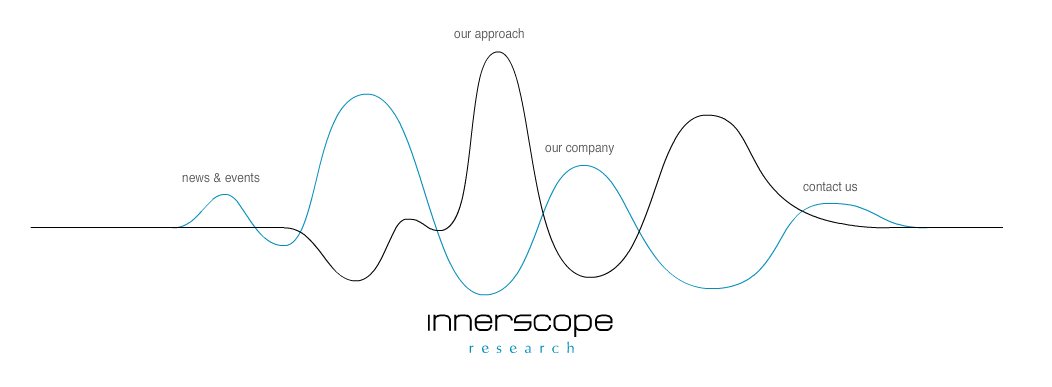 our approach
our company
news & events
contact us
innerscope
research